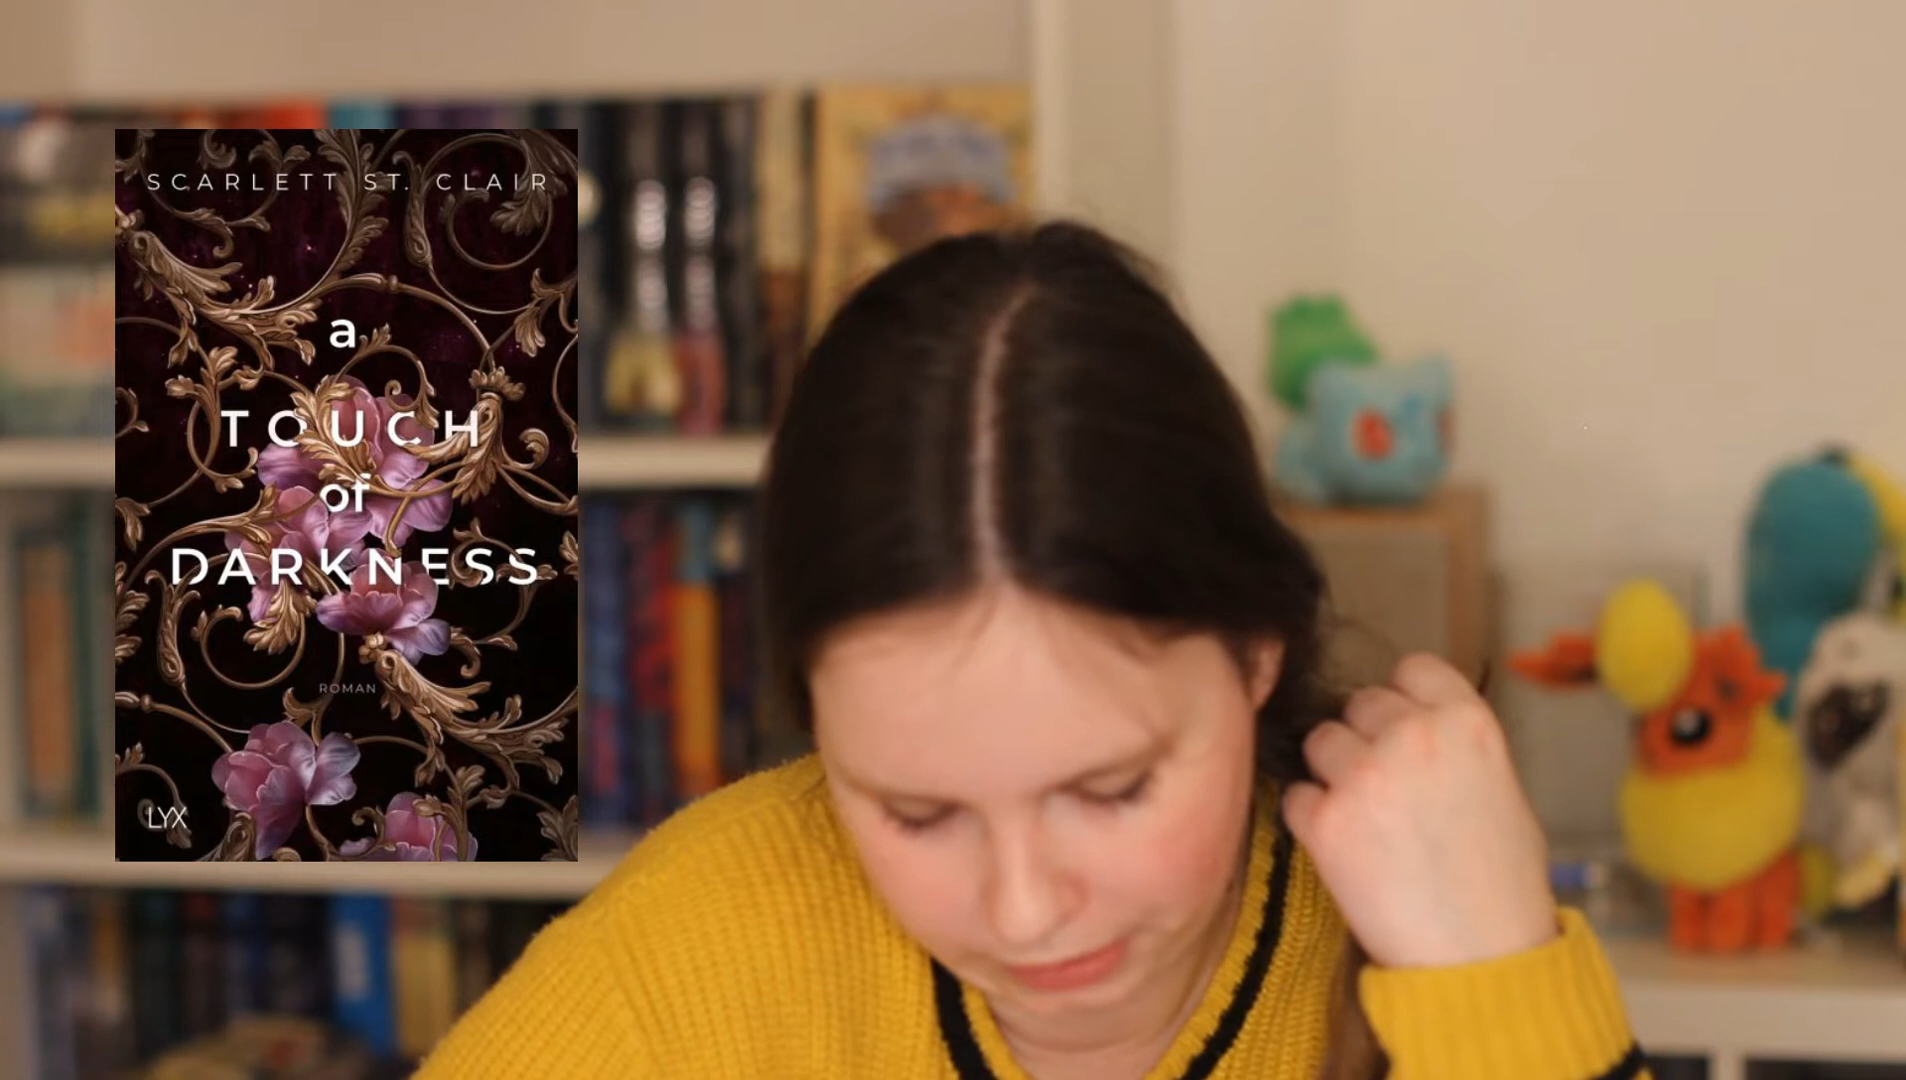 SCARLETT ST. CLAIR
a
TOUCH
of
DARKNESS
ROMAN
LYX